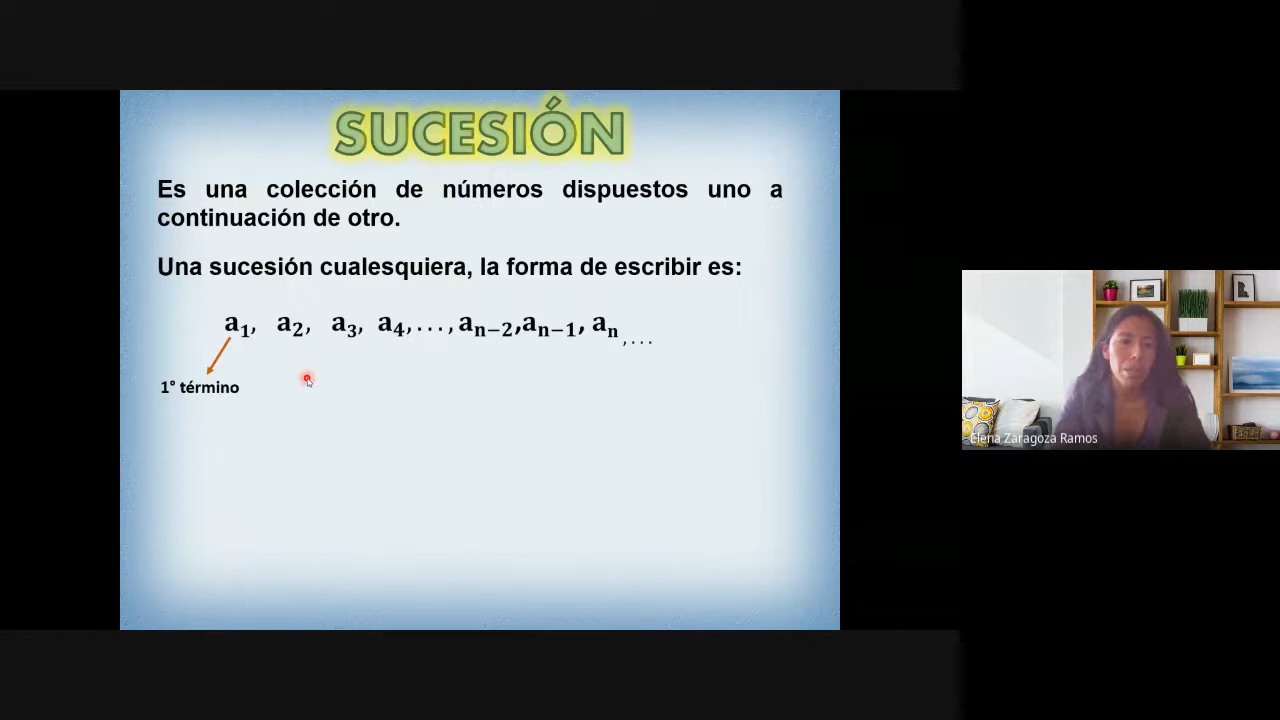 SUCESIÓN
Es una colección de números dispuestos uno a
continuación de otro.
Una sucesión cualesquiera, la forma de escribir es:
a₁, a₂, a₃, a₄, . . . , aₙ₋₂,aₙ₋₁, aₙ , . . .
1° término
Elena Zaragoza Ramos